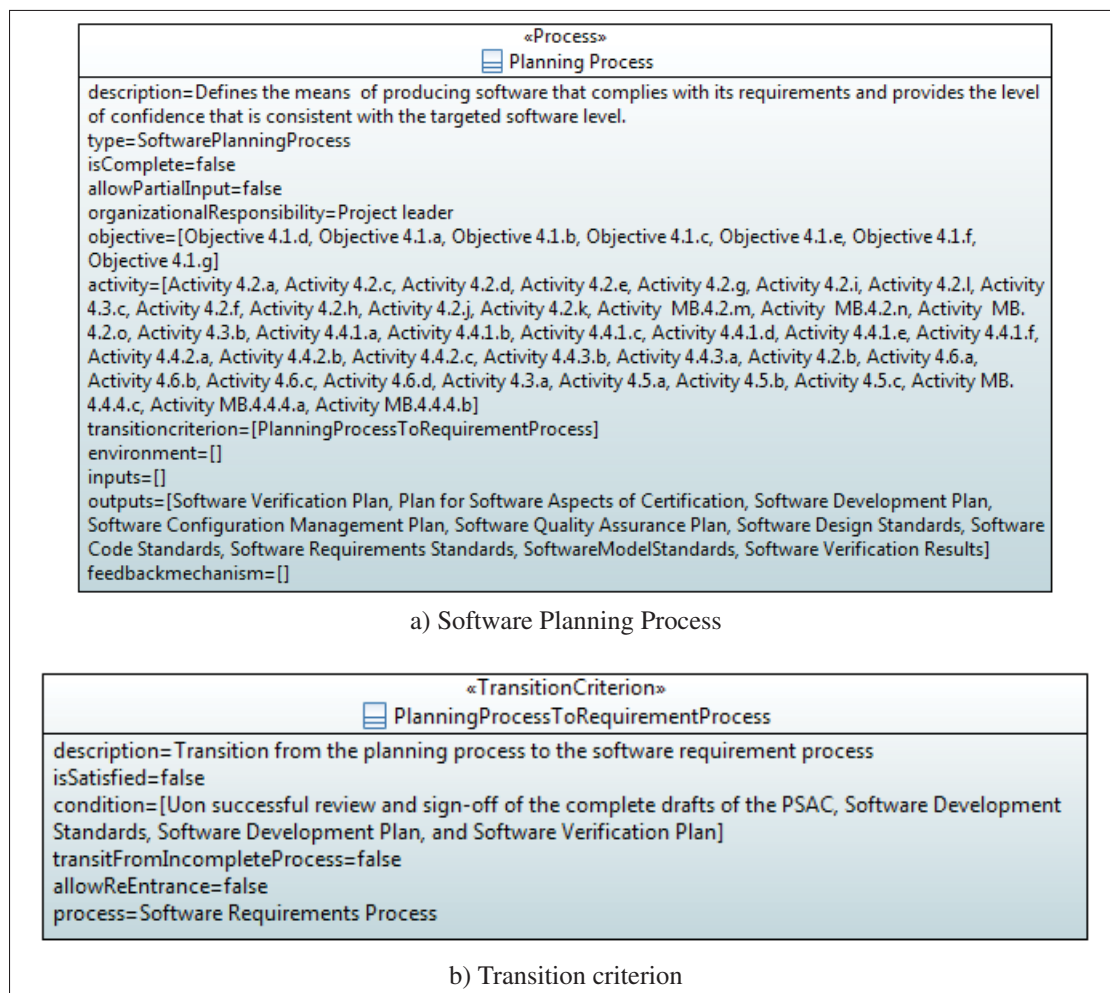 «Process»
Planning Process
description=Defines the means of producing software that complies with its requirements and provides the level
of confidence that is consistent with the targeted software level.
type=SoftwarePlanningProcess
isComplete=false
allowPartialInput=false
organizationalResponsibility=Project leader
objective=[Objective 4.1.d, Objective 4.1.a, Objective 4.1.b, Objective 4.1.c, Objective 4.1.e, Objective 4.1.f,
Objective 4.1.g]
activity=[Activity 4.2.a, Activity 4.2.c, Activity 4.2.d, Activity 4.2.e, Activity 4.2.g, Activity 4.2.i, Activity 4.2.l, Activity
4.3.c, Activity 4.2.f, Activity 4.2.h, Activity 4.2.j, Activity 4.2.k, Activity MB.4.2.m, Activity MB.4.2.n, Activity MB.
4.2.o, Activity 4.3.b, Activity 4.4.1.a, Activity 4.4.1.b, Activity 4.4.1.c, Activity 4.4.1.d, Activity 4.4.1.e, Activity 4.4.1.f,
Activity 4.4.2.a, Activity 4.4.2.b, Activity 4.4.2.c, Activity 4.4.3.b, Activity 4.4.3.a, Activity 4.2.b, Activity 4.6.a,
Activity 4.6.b, Activity 4.6.c, Activity 4.6.d, Activity 4.3.a, Activity 4.5.a, Activity 4.5.b, Activity 4.5.c, Activity MB.
4.4.4.c, Activity MB.4.4.4.a, Activity MB.4.4.4.b]
transitioncriterion=[PlanningProcessToRequirementProcess]
environment=[]
inputs=[]
outputs=[Software Verification Plan, Plan for Software Aspects of Certification, Software Development Plan,
Software Configuration Management Plan, Software Quality Assurance Plan, Software Design Standards, Software
Code Standards, Software Requirements Standards, SoftwareModelStandards, Software Verification Results]
feedbackmechanism=[]
a) Software Planning Process
«TransitionCriterion»
PlanningProcessToRequirementProcess
description=Transition from the planning process to the software requirement process
isSatisfied=false
condition=[Uon successful review and sign-off of the complete drafts of the PSAC, Software Development
Standards, Software Development Plan, and Software Verification Plan]
transitFromIncompleteProcess=false
allowReEntrance=false
process=Software Requirements Process
b) Transition criterion